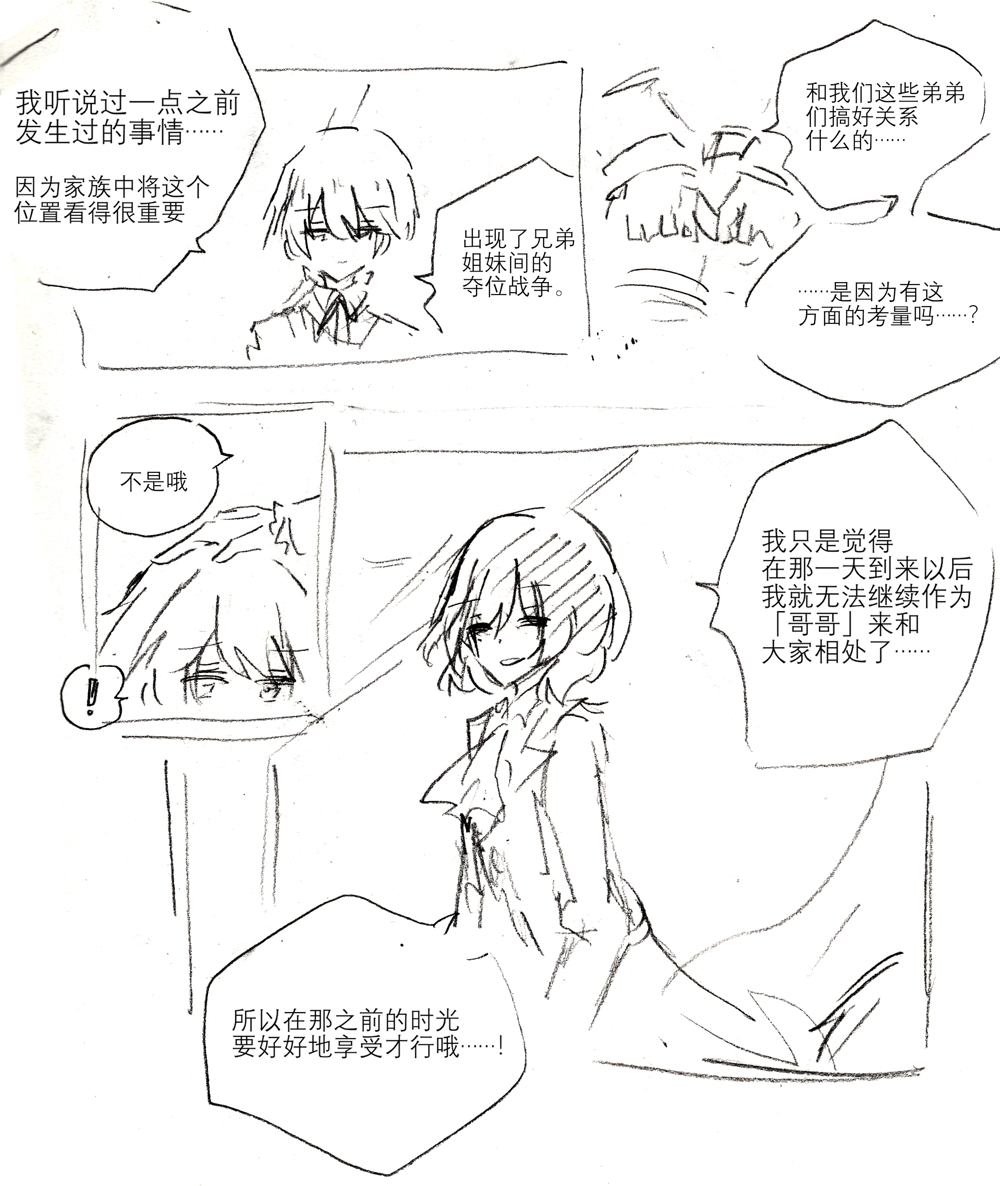 我听说过一点之前
发生过的事情……
因为家族中将这个
位置看得很重要
出现了兄弟
姐妹间的
夺位战争。
和我们这些弟弟
们搞好关系
什么的……
……是因为有这
方面的考量吗……?
不是哦
!
我只是觉得
在那一天到来以后
我就无法继续作为
「哥哥」来和
大家相处了……
所以在那之前的时光
要好好地享受才行哦……!